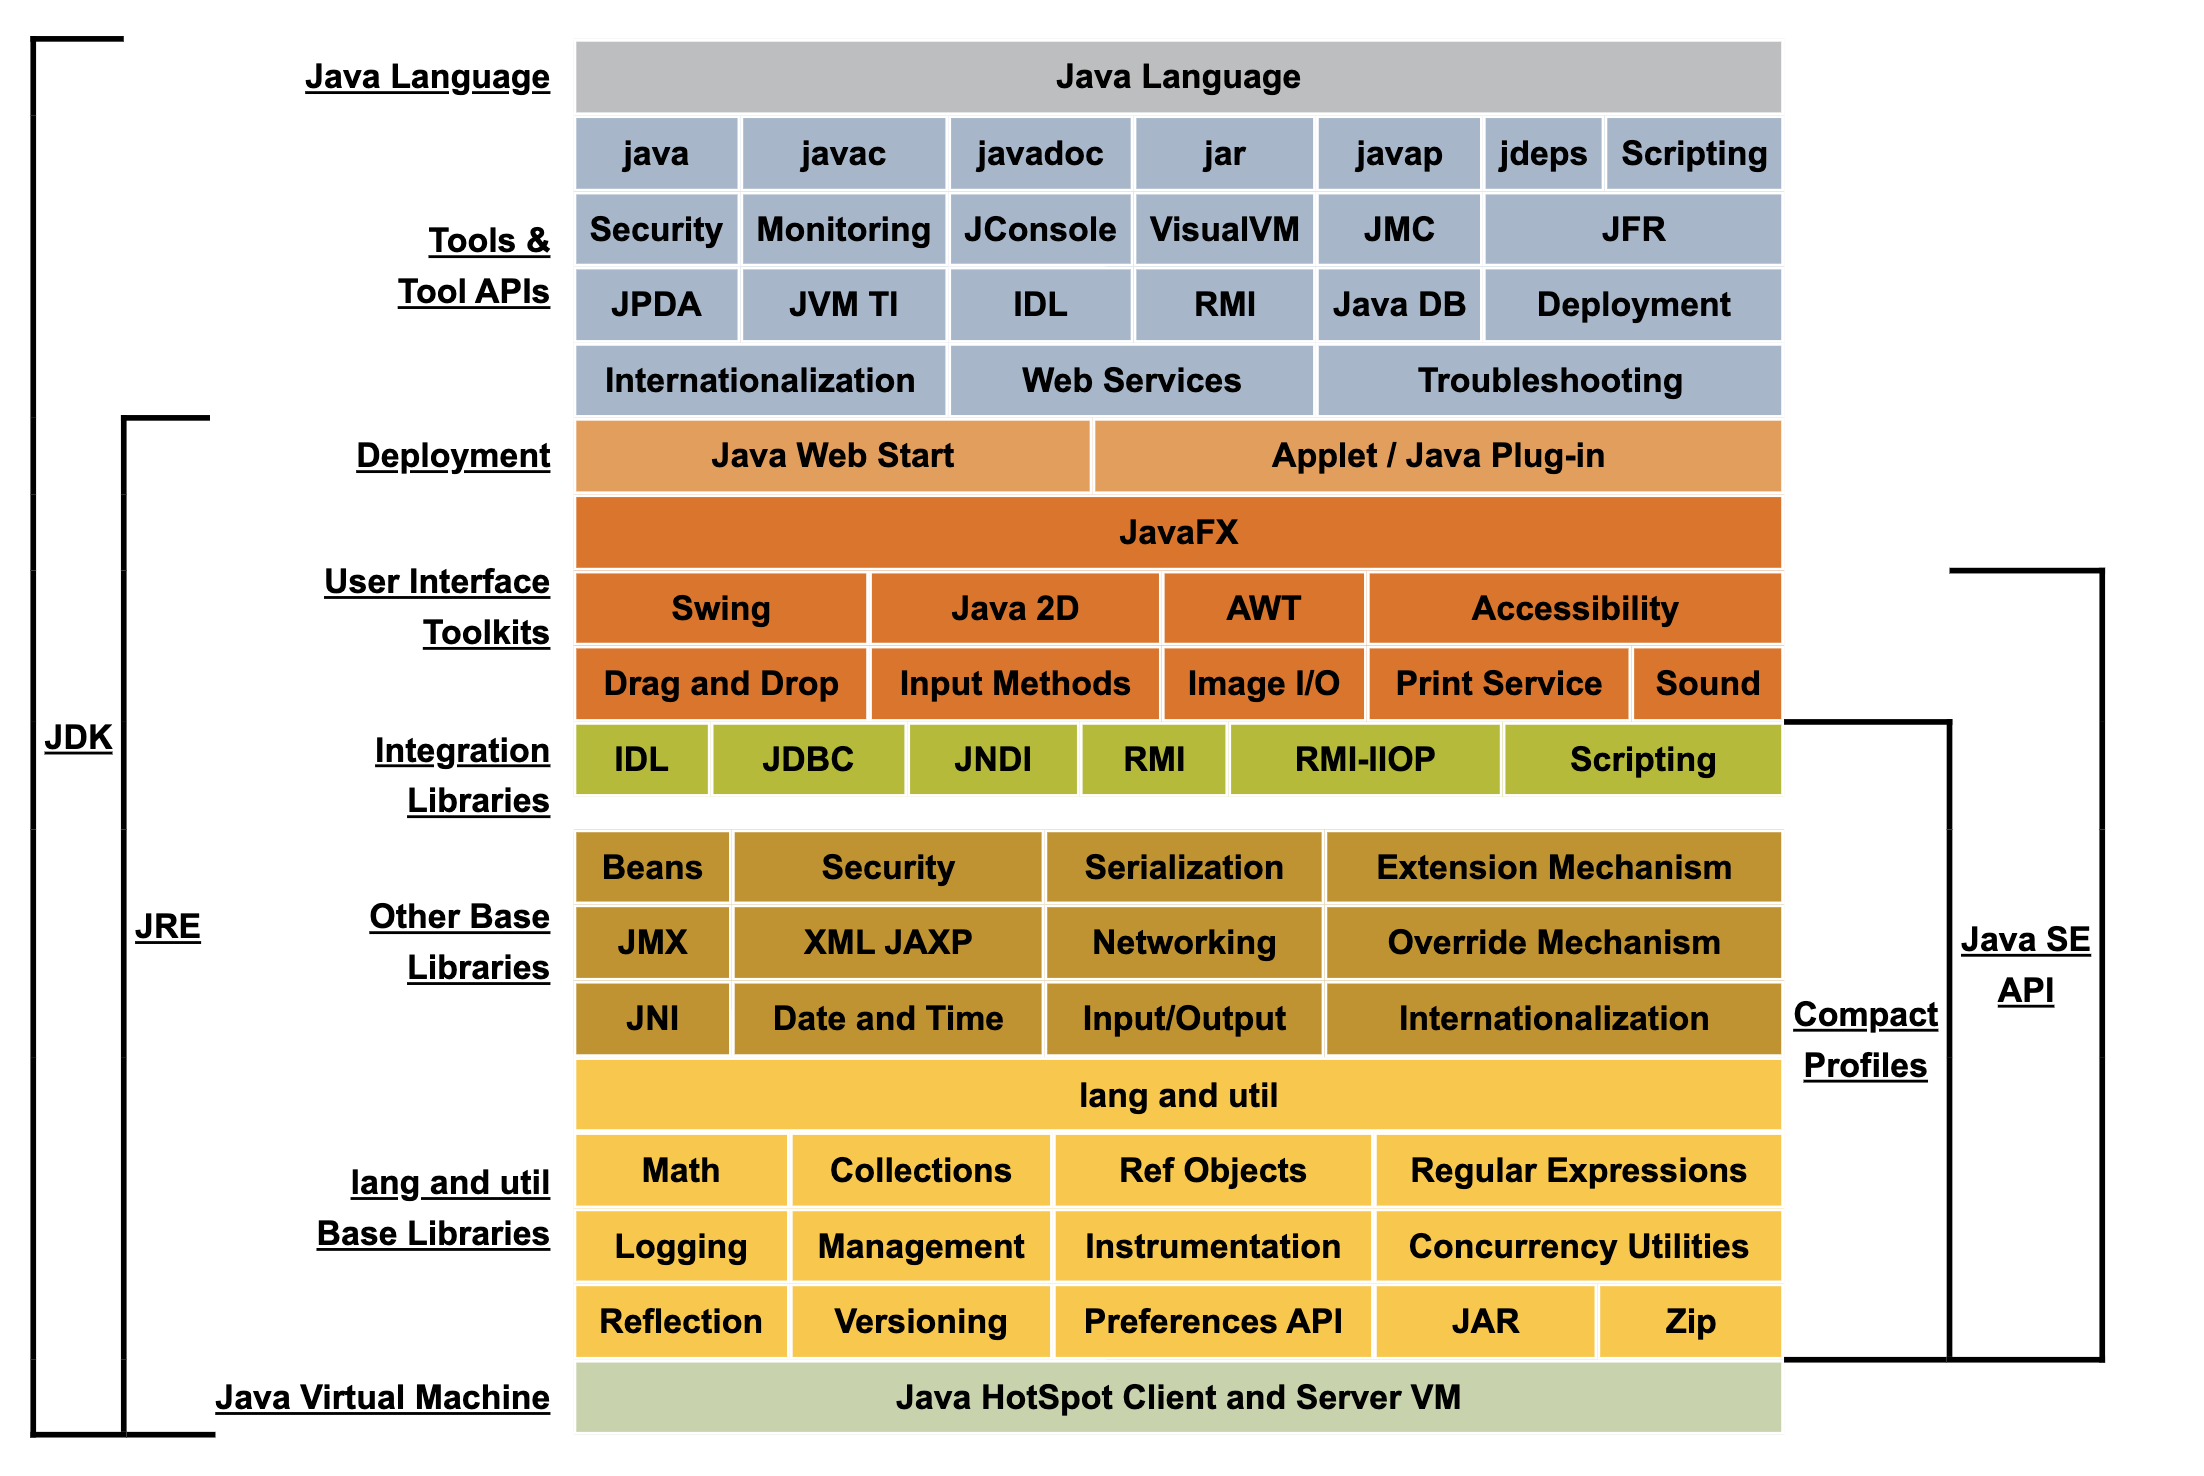 Java Language
Java Language
java javac javadoc jar javap jdeps Scripting
Tools &
Tool APIs
Security Monitoring JConsole VisualVM JMC JFR
JPDA JVM TI IDL RMI Java DB Deployment
Internationalization Web Services Troubleshooting
Deployment
Java Web Start Applet / Java Plug-in
JavaFX
User Interface
Toolkits
Swing Java 2D AWT Accessibility
Drag and Drop Input Methods Image I/O Print Service Sound
JDK
Integration
Libraries
IDL JDBC JNDI RMI RMI-IIOP Scripting
Beans Security Serialization Extension Mechanism
JRE
Other Base
Libraries
JMX XML JAXP Networking Override Mechanism
Java SE
API
JNI Date and Time Input/Output Internationalization
Compact
Profiles
lang and util
lang and util
Base Libraries
Math Collections Ref Objects Regular Expressions
Logging Management Instrumentation Concurrency Utilities
Reflection Versioning Preferences API JAR Zip
Java Virtual Machine
Java HotSpot Client and Server VM